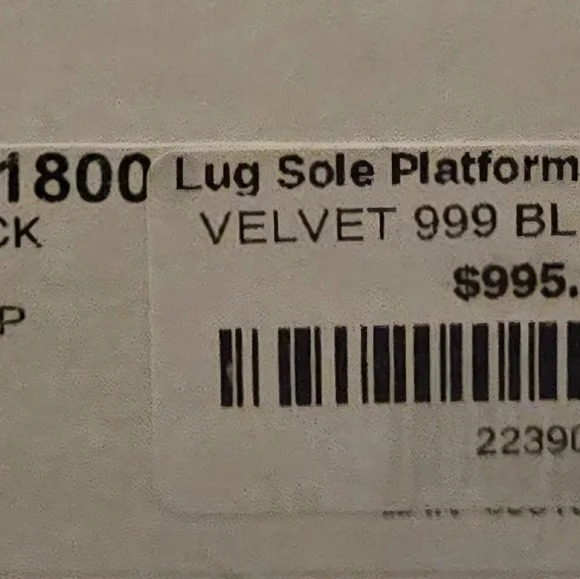 1800
CK
P
Lug Sole Platform
VELVET 999 BL
$995.
22390